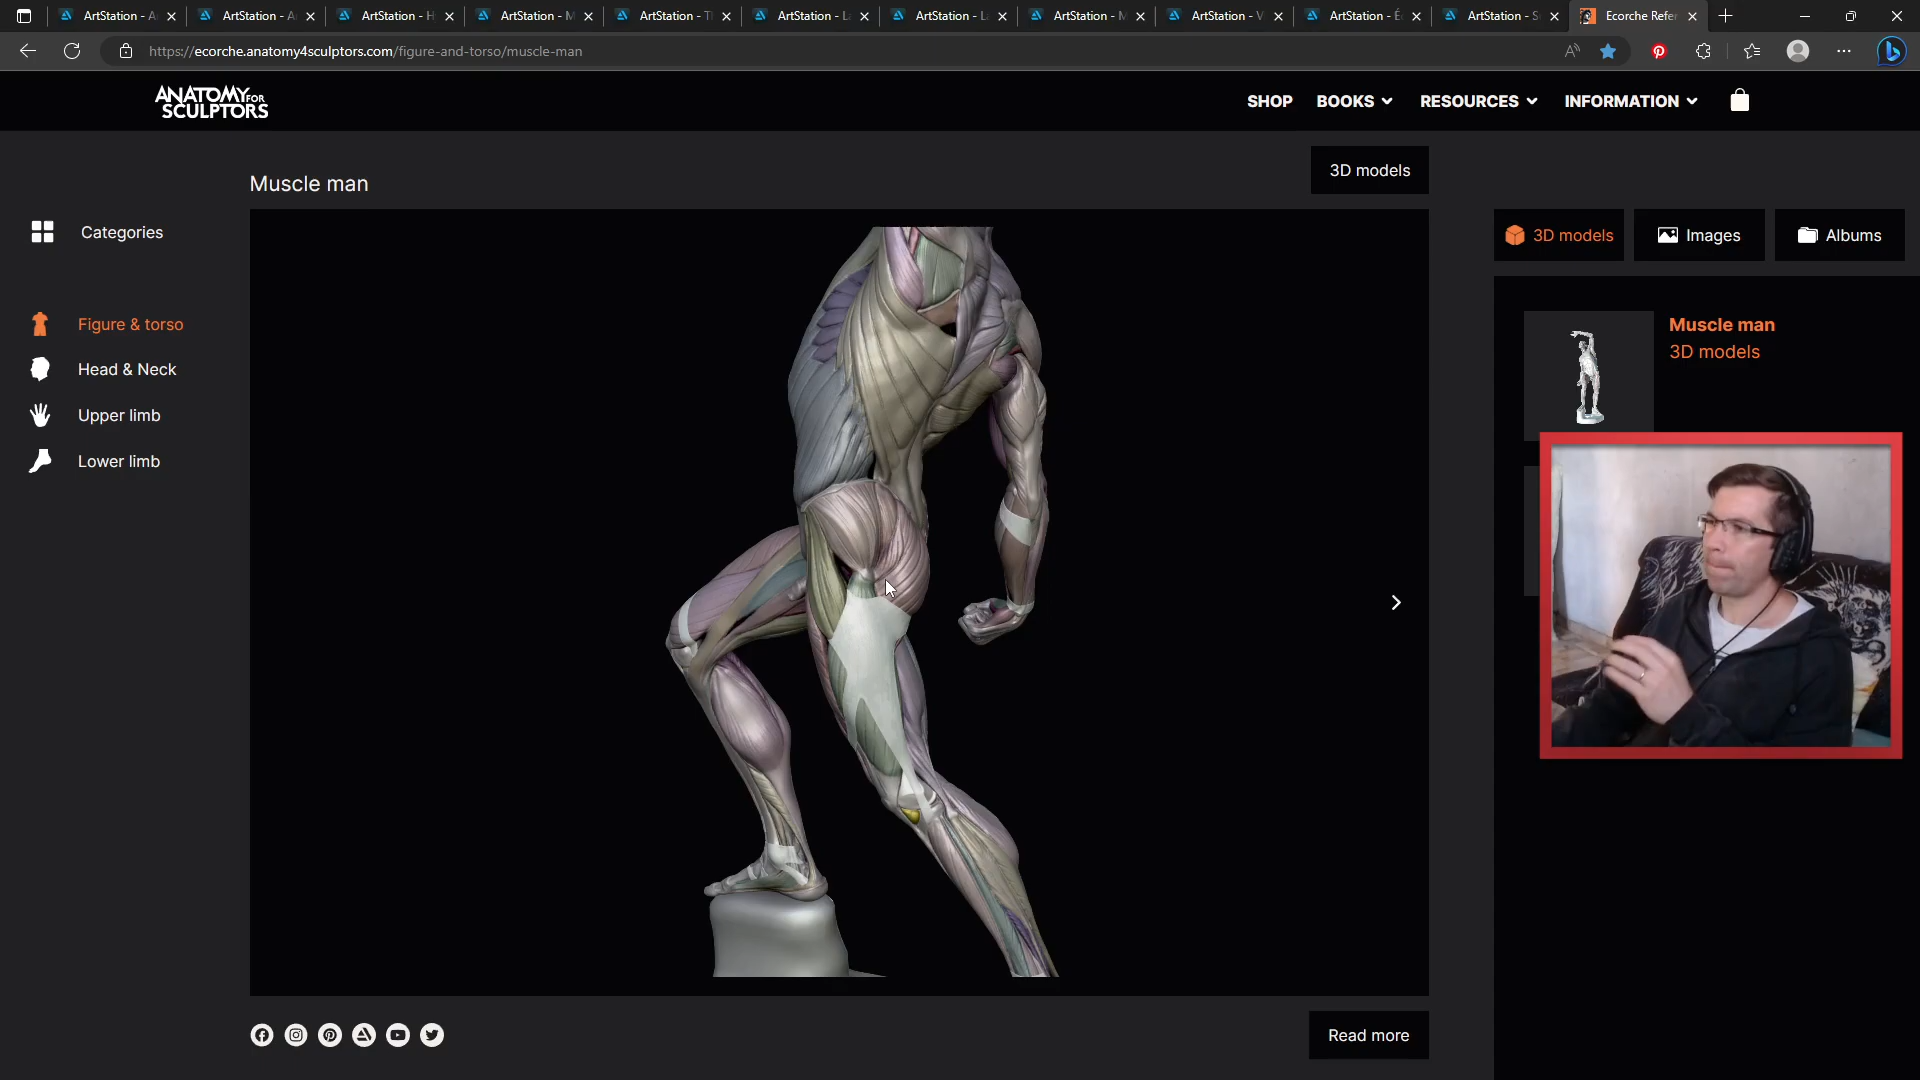 ArtStation - A
ArtStation - A
ArtStation - H
ArtStation - M
ArtStation - T
ArtStation - L
ArtStation - L
ArtStation - M
ArtStation - V
ArtStation - É
ArtStation - S
Ecorche Refer
https://ecorche.anatomy4sculptors.com/figure-and-torso/muscle-man
ANATOMY FOR
SCULPTORS
SHOP BOOKS RESOURCES INFORMATION
Muscle man
3D models
Categories
Figure & torso
Head & Neck
Upper limb
Lower limb
3D models
Images
Albums
Muscle man
3D models
Read more